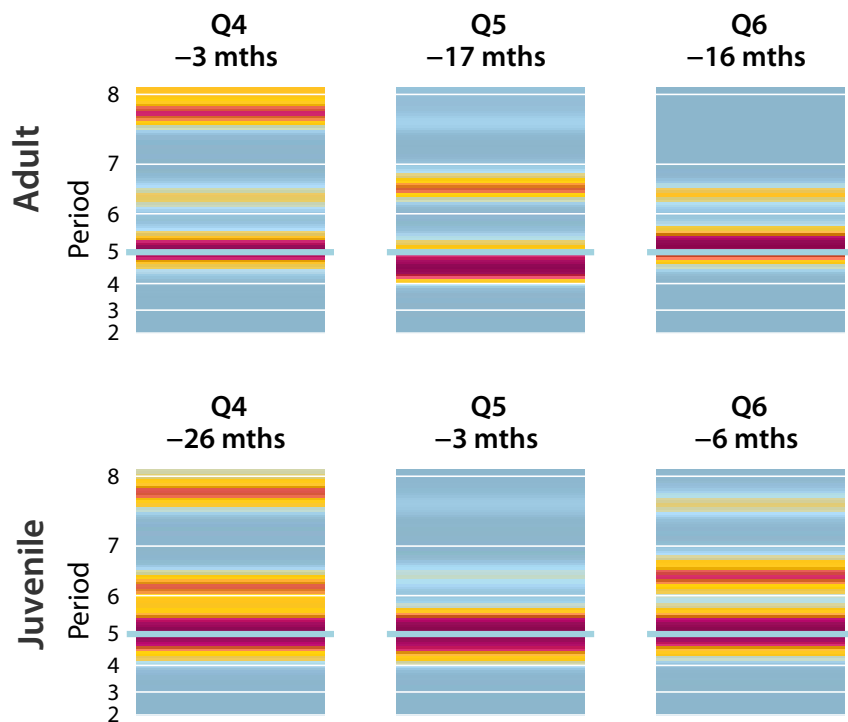 Q4
−3 mths
Q5
−17 mths
Q6
−16 mths
Adult
Period
8
7
6
5
4
3
2
Q4
−26 mths
Q5
−3 mths
Q6
−6 mths
Juvenile
Period
8
7
6
5
4
3
2